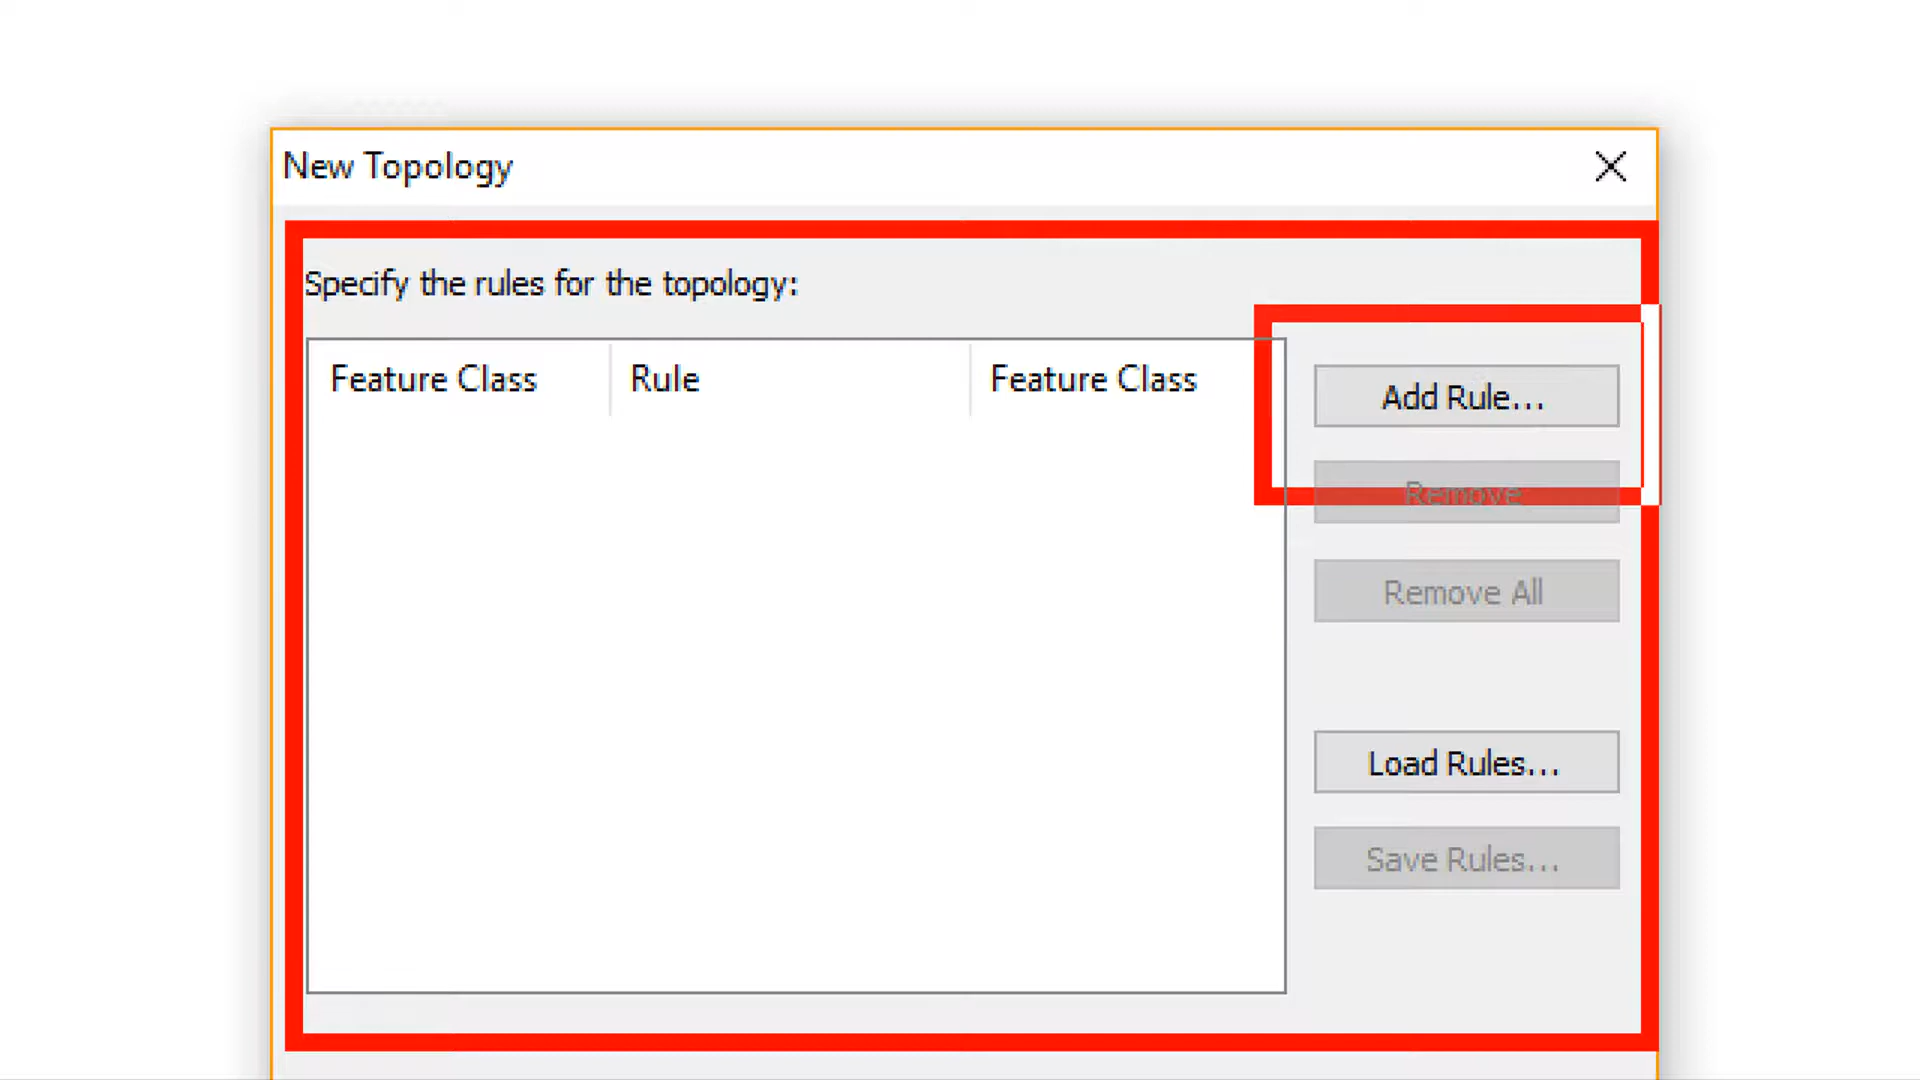 New Topology
Specify the rules for the topology:
Feature Class Rule Feature Class
Add Rule...
Remove
Remove All
Load Rules...
Save Rules...